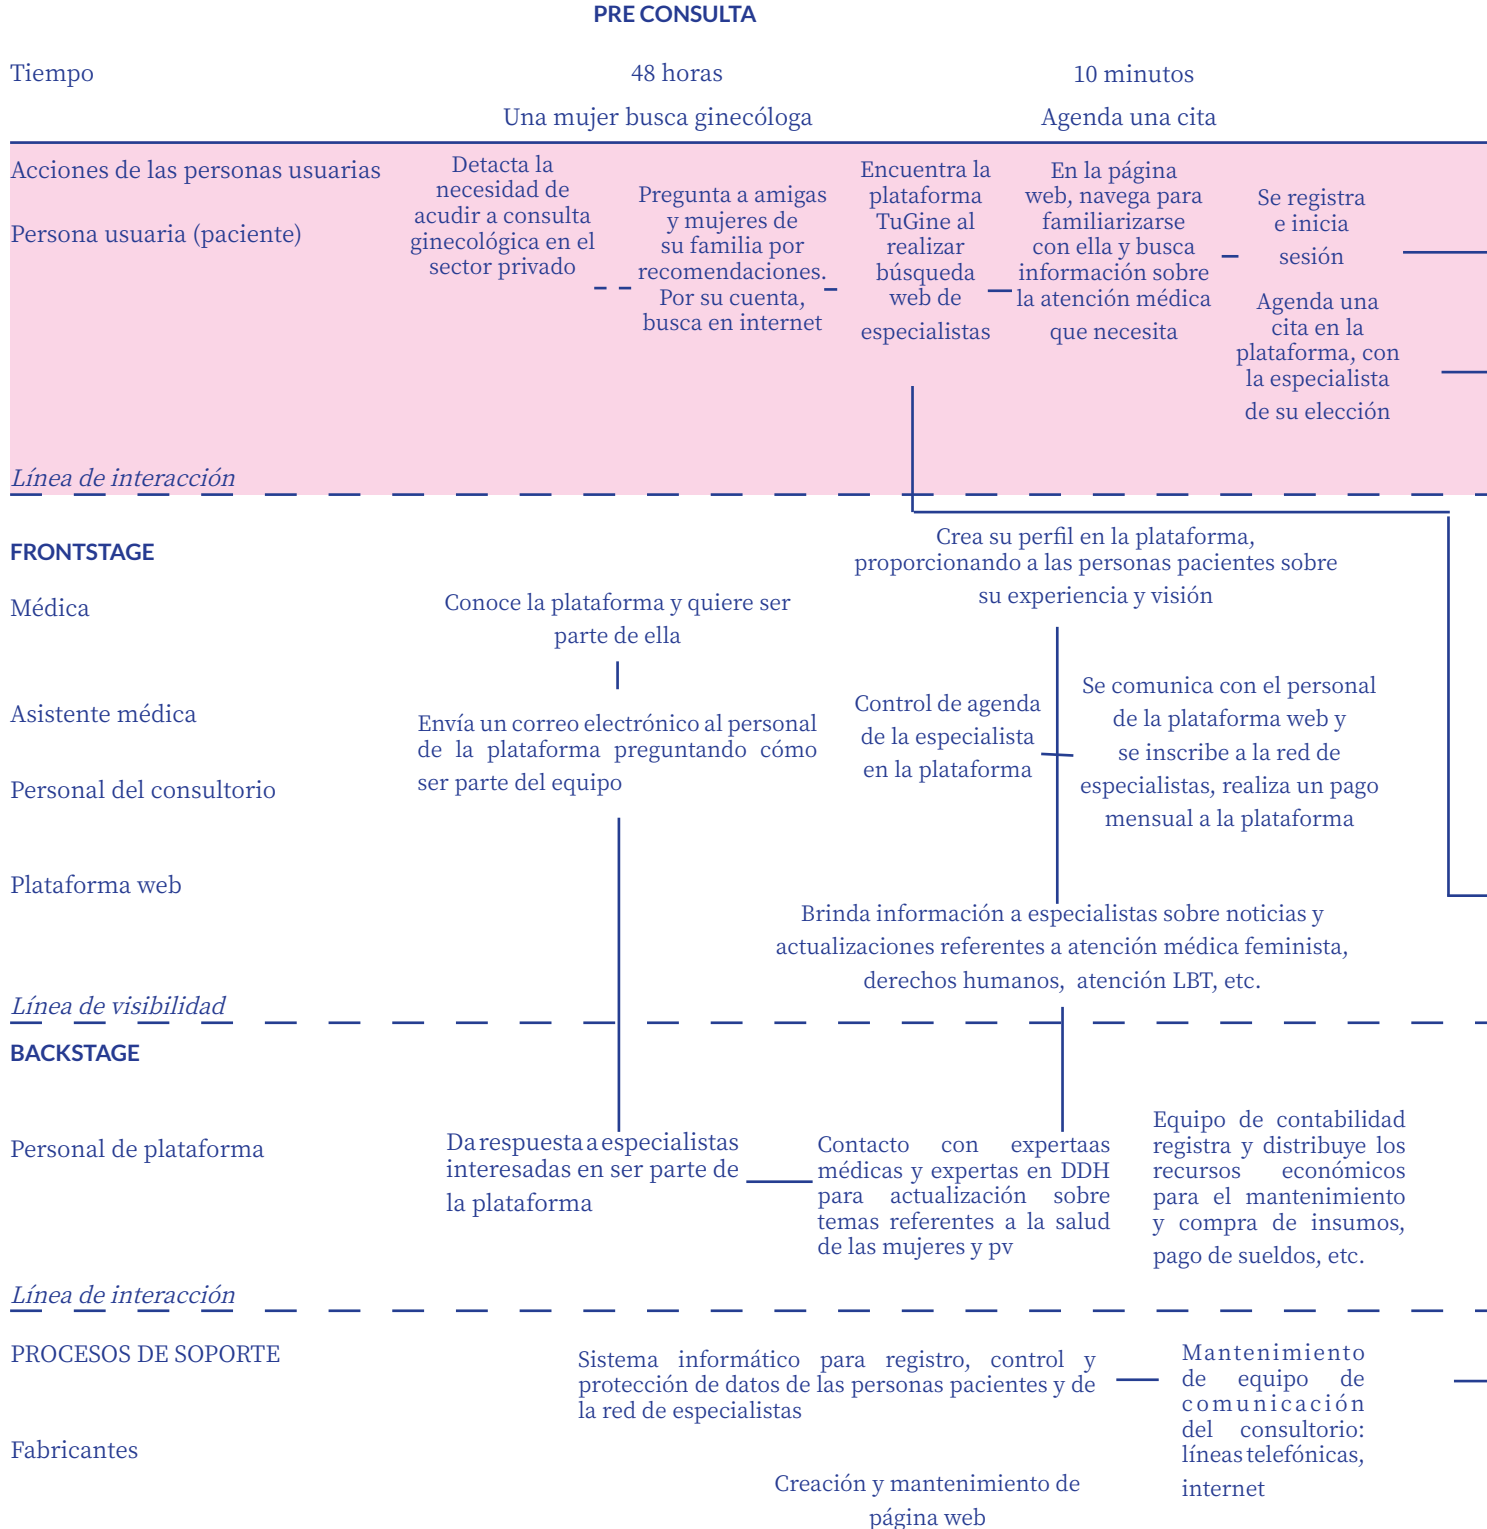 PRE CONSULTA
Tiempo
48 horas
10 minutos
Una mujer busca ginecóloga
Agenda una cita
Acciones de las personas usuarias
Persona usuaria (paciente)
Detacta la
necesidad de
acudir a consulta
ginecológica en el
sector privado
Pregunta a amigas
y mujeres de
su familia por
recomendaciones.
Por su cuenta,
busca en internet
Encuentra la
plataforma
TuGine al
realizar
búsqueda
web de
especialistas
En la página
web, navega para
familiarizarse
con ella y busca
información sobre
la atención médica
que necesita
Se registra
e inicia
sesión
Agenda una
cita en la
plataforma, con
la especialista
de su elección
Línea de interacción
FRONTSTAGE
Médica
Conoce la plataforma y quiere ser
parte de ella
Crea su perfil en la plataforma,
proporcionando a las personas pacientes sobre
su experiencia y visión
Asistente médica
Personal del consultorio
Envía un correo electrónico al personal
de la plataforma preguntando cómo
ser parte del equipo
Control de agenda
de la especialista
en la plataforma
Se comunica con el personal
de la plataforma web y
se inscribe a la red de
especialistas, realiza un pago
mensual a la plataforma
Plataforma web
Brinda información a especialistas sobre noticias y
actualizaciones referentes a atención médica feminista,
derechos humanos, atención LBT, etc.
Línea de visibilidad
BACKSTAGE
Personal de plataforma
Da respuesta a especialistas
interesadas en ser parte de
la plataforma
Contacto con expertaas
médicas y expertas en DDH
para actualización sobre
temas referentes a la salud
de las mujeres y pv
Equipo de contabilidad
registra y distribuye los
recursos económicos
para el mantenimiento
y compra de insumos,
pago de sueldos, etc.
Línea de interacción
PROCESOS DE SOPORTE
Fabricantes
Sistema informático para registro, control y
protección de datos de las personas pacientes y de
la red de especialistas
Mantenimiento
de equipo de
comunicación
del consultorio:
líneas telefónicas,
internet
Creación y mantenimiento de
página web